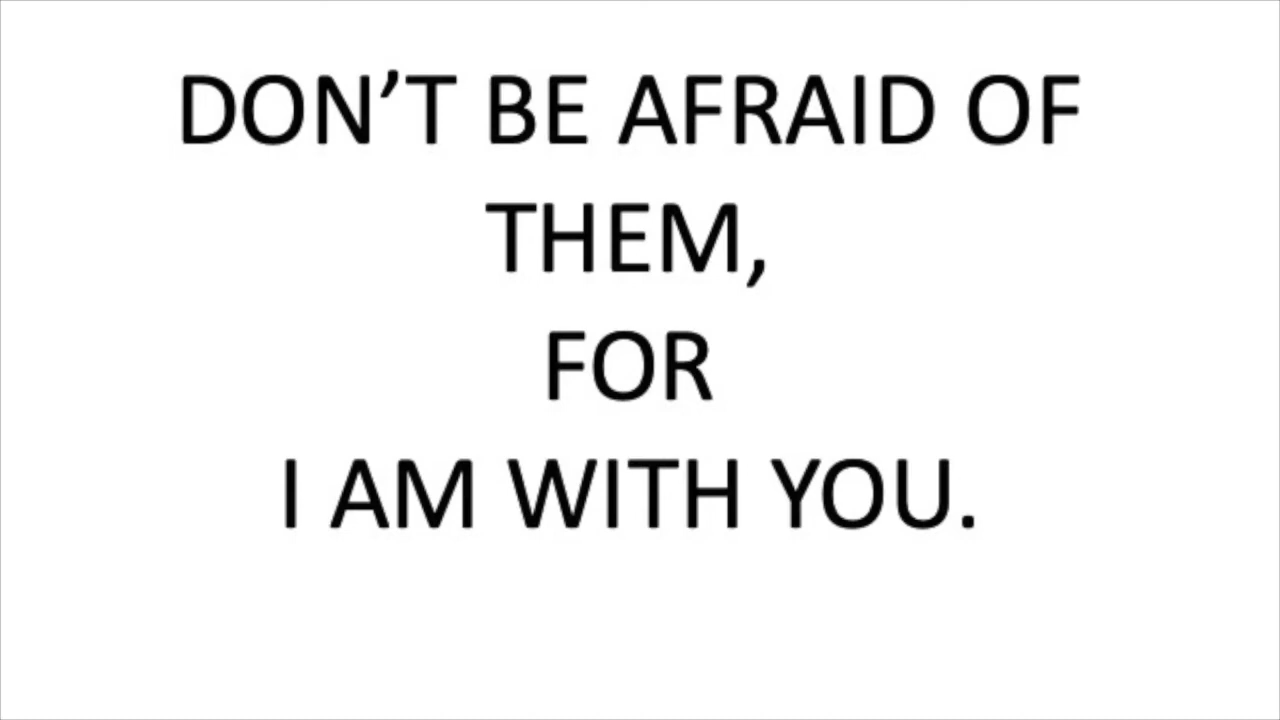 DON’T BE AFRAID OF
THEM,
FOR
I AM WITH YOU.